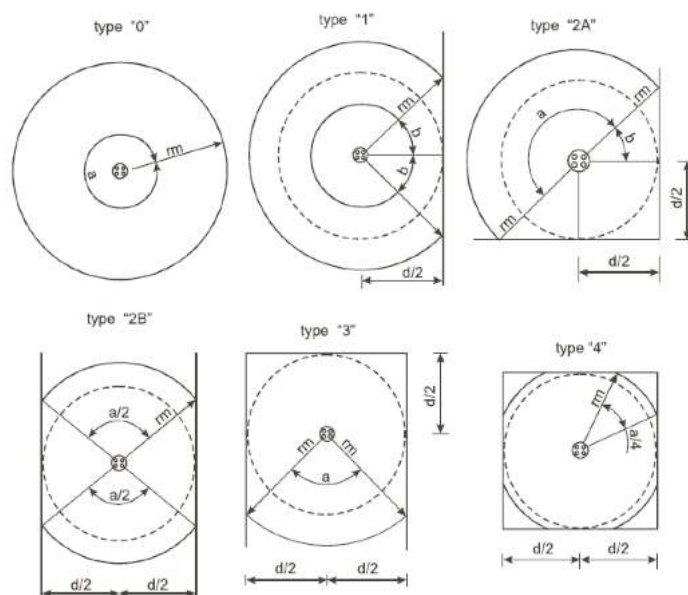 type "0"
type "1"
type "2A"
a
rm
rm
b
b
d/2
a
rm
b
rm
d/2
d/2
type "2B"
type "3"
type "4"
a/2
rm
a/2
d/2
d/2
rm
rm
a
d/2
d/2
d/2
rm
a/4
d/2
d/2